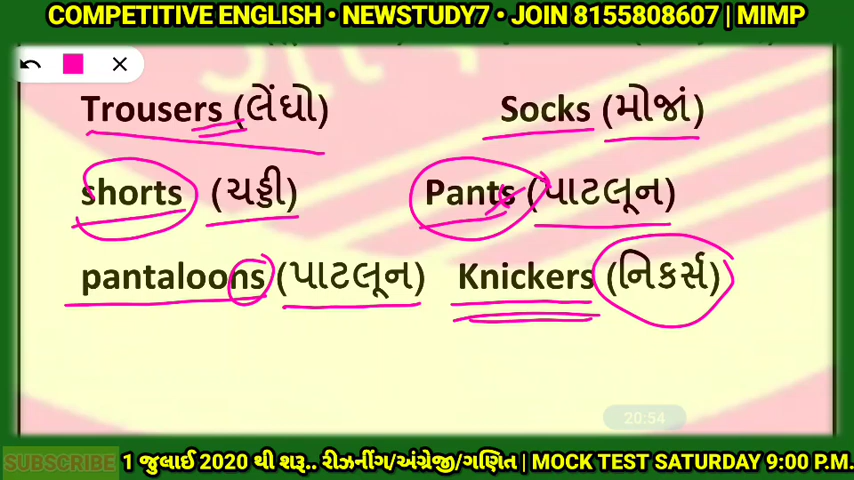 COMPETITIVE ENGLISH • NEWSTUDY7 • JOIN 8155808607 | MIMP
Trousers (લેંઘો) Socks (મોજાં)
shorts (ચડ્ડી) Pants (પાટલૂન)
pantaloons (પાટલૂન) Knickers (નિકર્સ)
20:54
SUBSCRIBE 1 જુલાઈ 2020 થી શરૂ.. રીઝનીંગ/અંગ્રેજી/ગણિત | MOCK TEST SATURDAY 9:00 P.M.